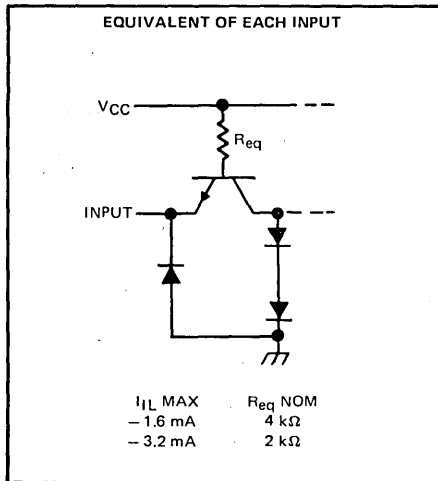 EQUIVALENT OF EACH INPUT
VCC
Req
INPUT
IIL MAX Req NOM
– 1.6 mA 4 kΩ
– 3.2 mA 2 kΩ